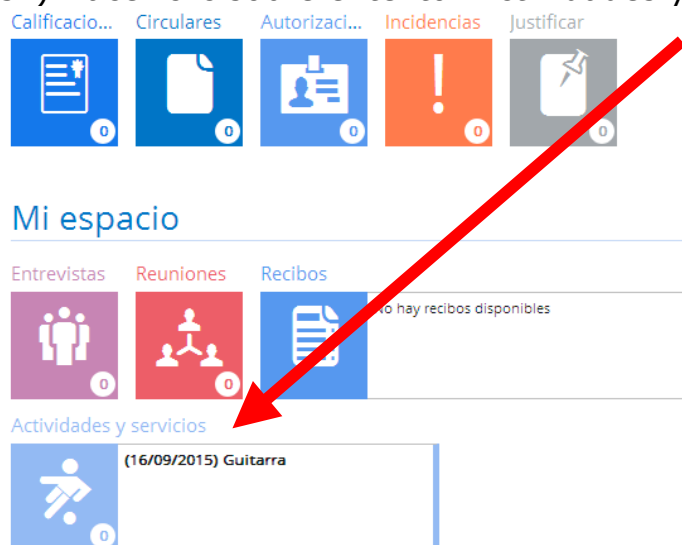 Calificacio... Circulares Autorizaci... Incidencias Justificar
0 0 0 0 0
Mi espacio
Entrevistas Reuniones Recibos
No hay recibos disponibles
0 0
Actividades y servicios
(16/09/2015) Guitarra
0